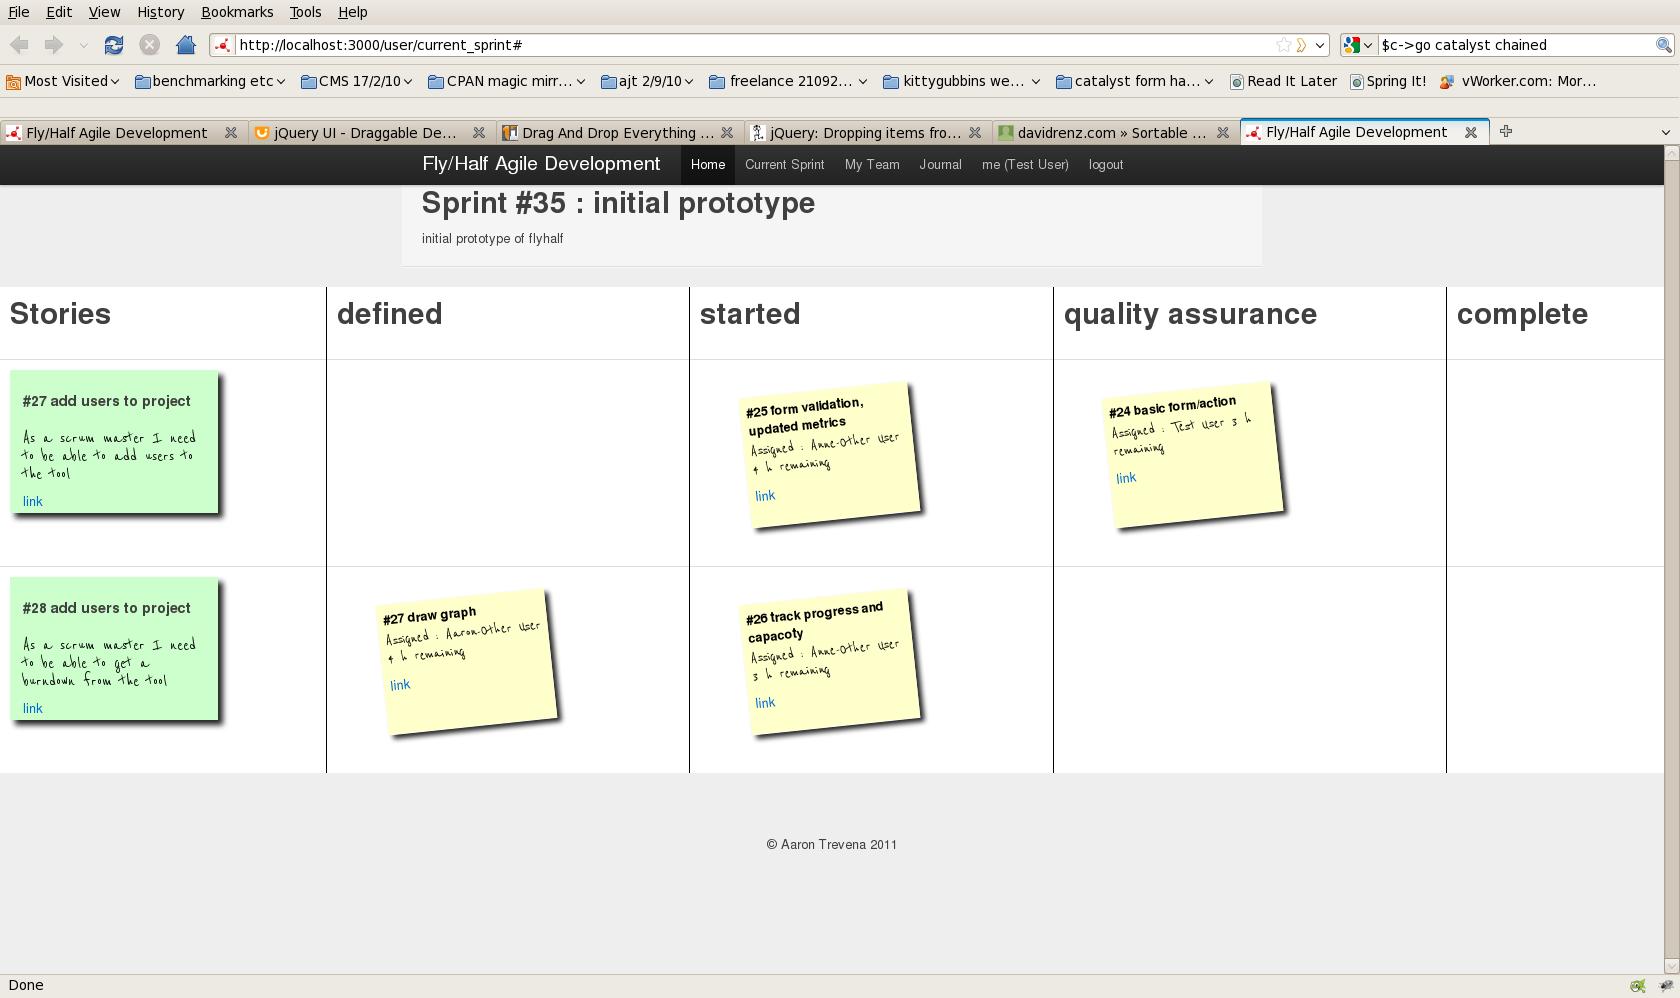 File Edit View History Bookmarks Tools Help
http://localhost:3000/user/current_sprint#
$c->go catalyst chained
Most Visited benchmarking etc CMS 17/2/10 CPAN magic mirr... ajt 2/9/10 freelance 21092... kittygubbins we... catalyst form ha... Read It Later Spring It! vWorker.com: Mor...
Fly/Half Agile Development jQuery UI - Draggable De... Drag And Drop Everything ... jQuery: Dropping items fro... davidrenz.com » Sortable ... Fly/Half Agile Development
Fly/Half Agile Development Home Current Sprint My Team Journal me (Test User) logout
Sprint #35 : initial prototype
initial prototype of flyhalf
Stories defined started quality assurance complete
#27 add users to project
As a scrum master I need
to be able to add users to
the tool
link
#25 form validation,
updated metrics
Assigned : Anne-Other User
4 h remaining
link
#24 basic form/action
Assigned : Test User 3 h
remaining
link
#28 add users to project
As a scrum master I need
to be able to get a
burndown from the tool
link
#27 draw graph
Assigned : Aaron-Other User
4 h remaining
link
#26 track progress and
capacoty
Assigned : Anne-Other User
3 h remaining
link
© Aaron Trevena 2011
Done